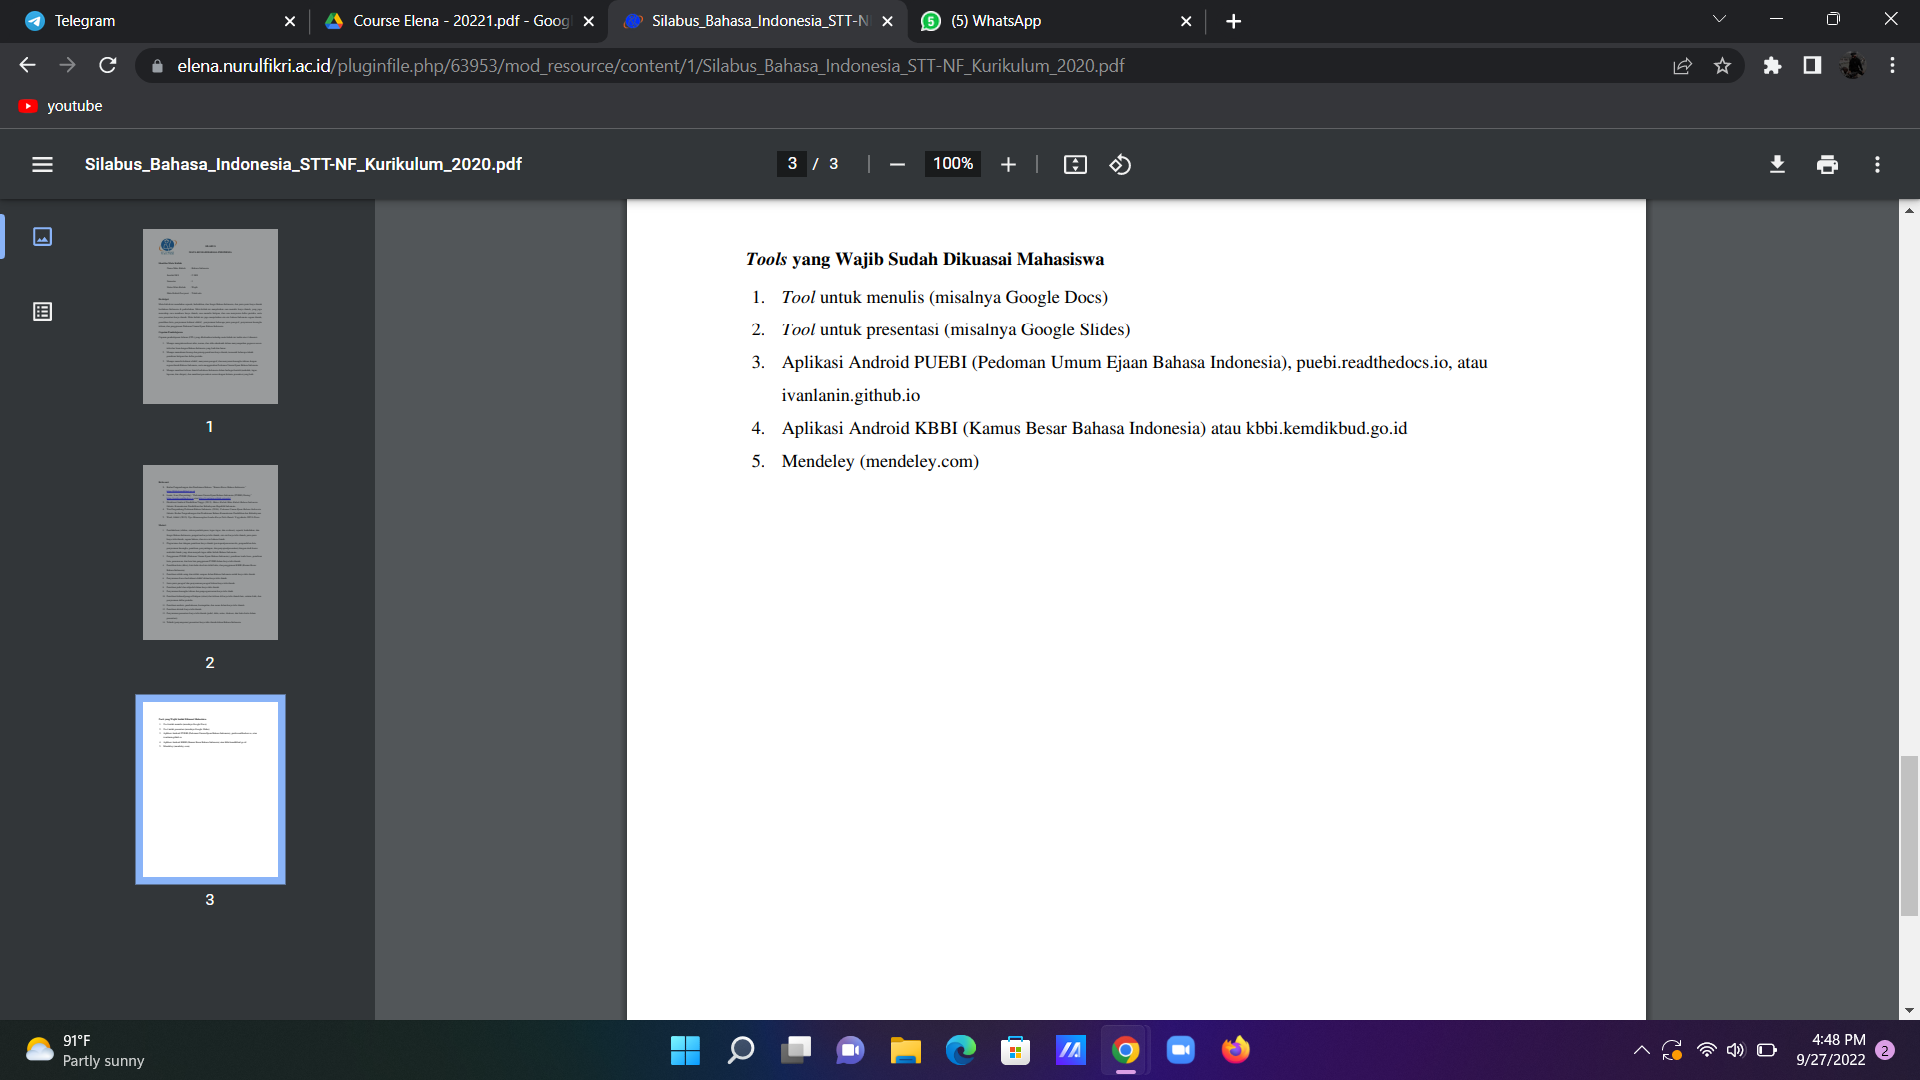 Telegram
Course Elena - 20221.pdf - Goog
Silabus_Bahasa_Indonesia_STT-N
(5) WhatsApp
elena.nurulfikri.ac.id/pluginfile.php/63953/mod_resource/content/1/Silabus_Bahasa_Indonesia_STT-NF_Kurikulum_2020.pdf
youtube
Silabus_Bahasa_Indonesia_STT-NF_Kurikulum_2020.pdf
3 / 3
100%
1
2
3
Tools yang Wajib Sudah Dikuasai Mahasiswa
1. Tool untuk menulis (misalnya Google Docs)
2. Tool untuk presentasi (misalnya Google Slides)
3. Aplikasi Android PUEBI (Pedoman Umum Ejaan Bahasa Indonesia), puebi.readthedocs.io, atau
ivanlanin.github.io
4. Aplikasi Android KBBI (Kamus Besar Bahasa Indonesia) atau kbbi.kemdikbud.go.id
5. Mendeley (mendeley.com)
91°F
Partly sunny
4:48 PM
9/27/2022
2